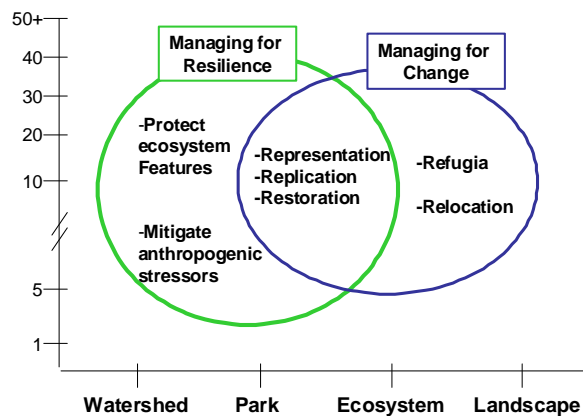 50+
40
30
20
10
5
1
Managing for
Resilience
Managing for
Change
-Protect
ecosystem
Features
-Mitigate
anthropogenic
stressors
-Representation
-Replication
-Restoration
-Refugia
-Relocation
Watershed Park Ecosystem Landscape